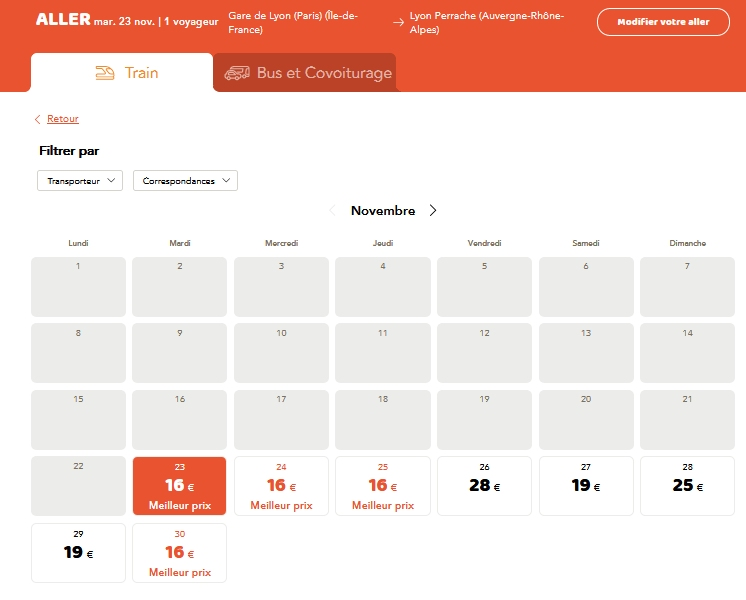 ALLER mar. 23 nov. | 1 voyageur
Gare de Lyon (Paris) (Île-de-
France)
Lyon Perrache (Auvergne-Rhône-
Alpes)
Modifier votre aller
Train
Bus et Covoiturage
Retour
Filtrer par
Transporteur
Correspondances
Novembre
Lundi Mardi Mercredi Jeudi Vendredi Samedi Dimanche
1 2 3 4 5 6 7
8 9 10 11 12 13 14
15 16 17 18 19 20 21
22 23 24 25 26 27 28
16 € 16 € 16 € 28 € 19 € 25 €
Meilleur prix Meilleur prix Meilleur prix
29 30
19 € 16 €
Meilleur prix